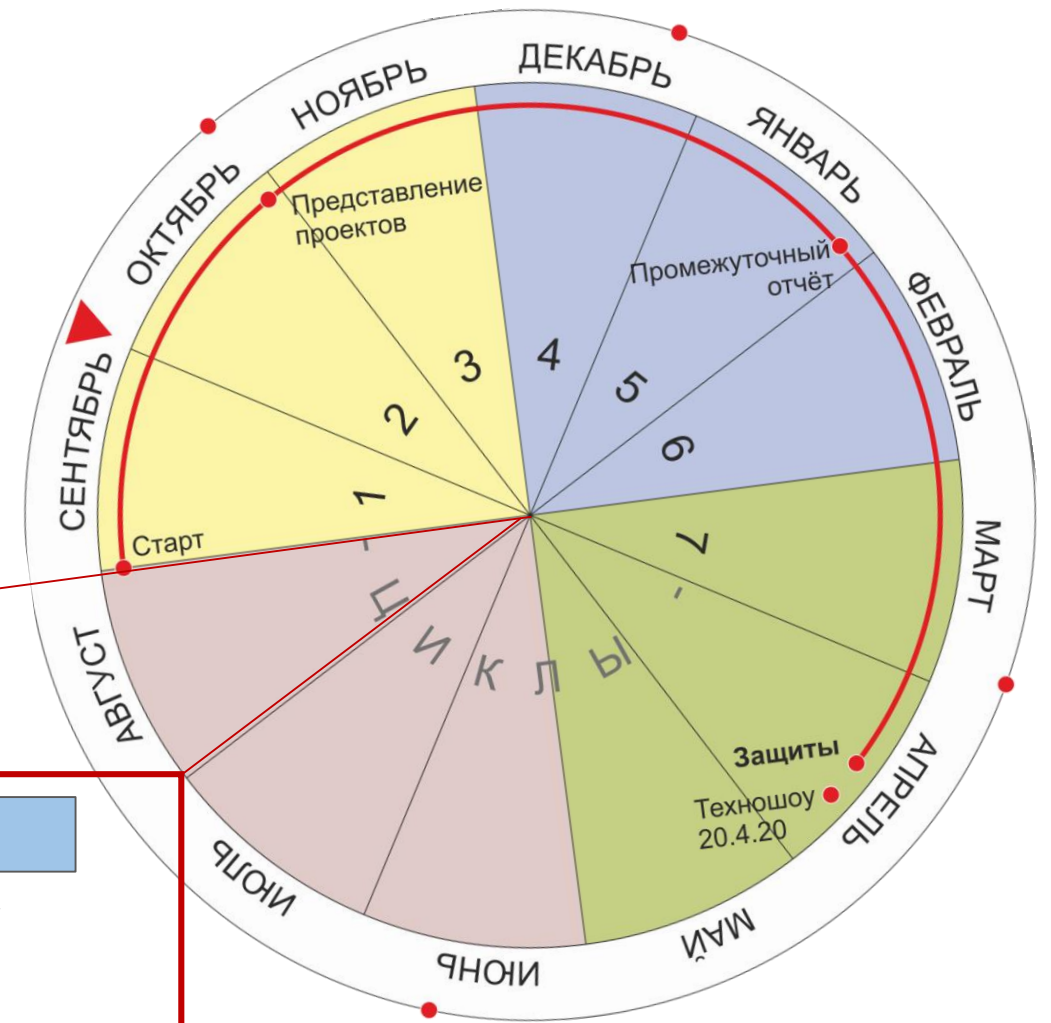 СЕНТЯБРЬ
ОКТЯБРЬ
НОЯБРЬ
ДЕКАБРЬ
ЯНВАРЬ
ФЕВРАЛЬ
МАРТ
АПРЕЛЬ
МАЙ
ИЮНЬ
ИЮЛЬ
АВГУСТ
Старт
Представление
проектов
Промежуточный
отчёт
Защиты
Техношоу
20.4.20
1
2
3
4
5
6
7
- ЦИКЛЫ -